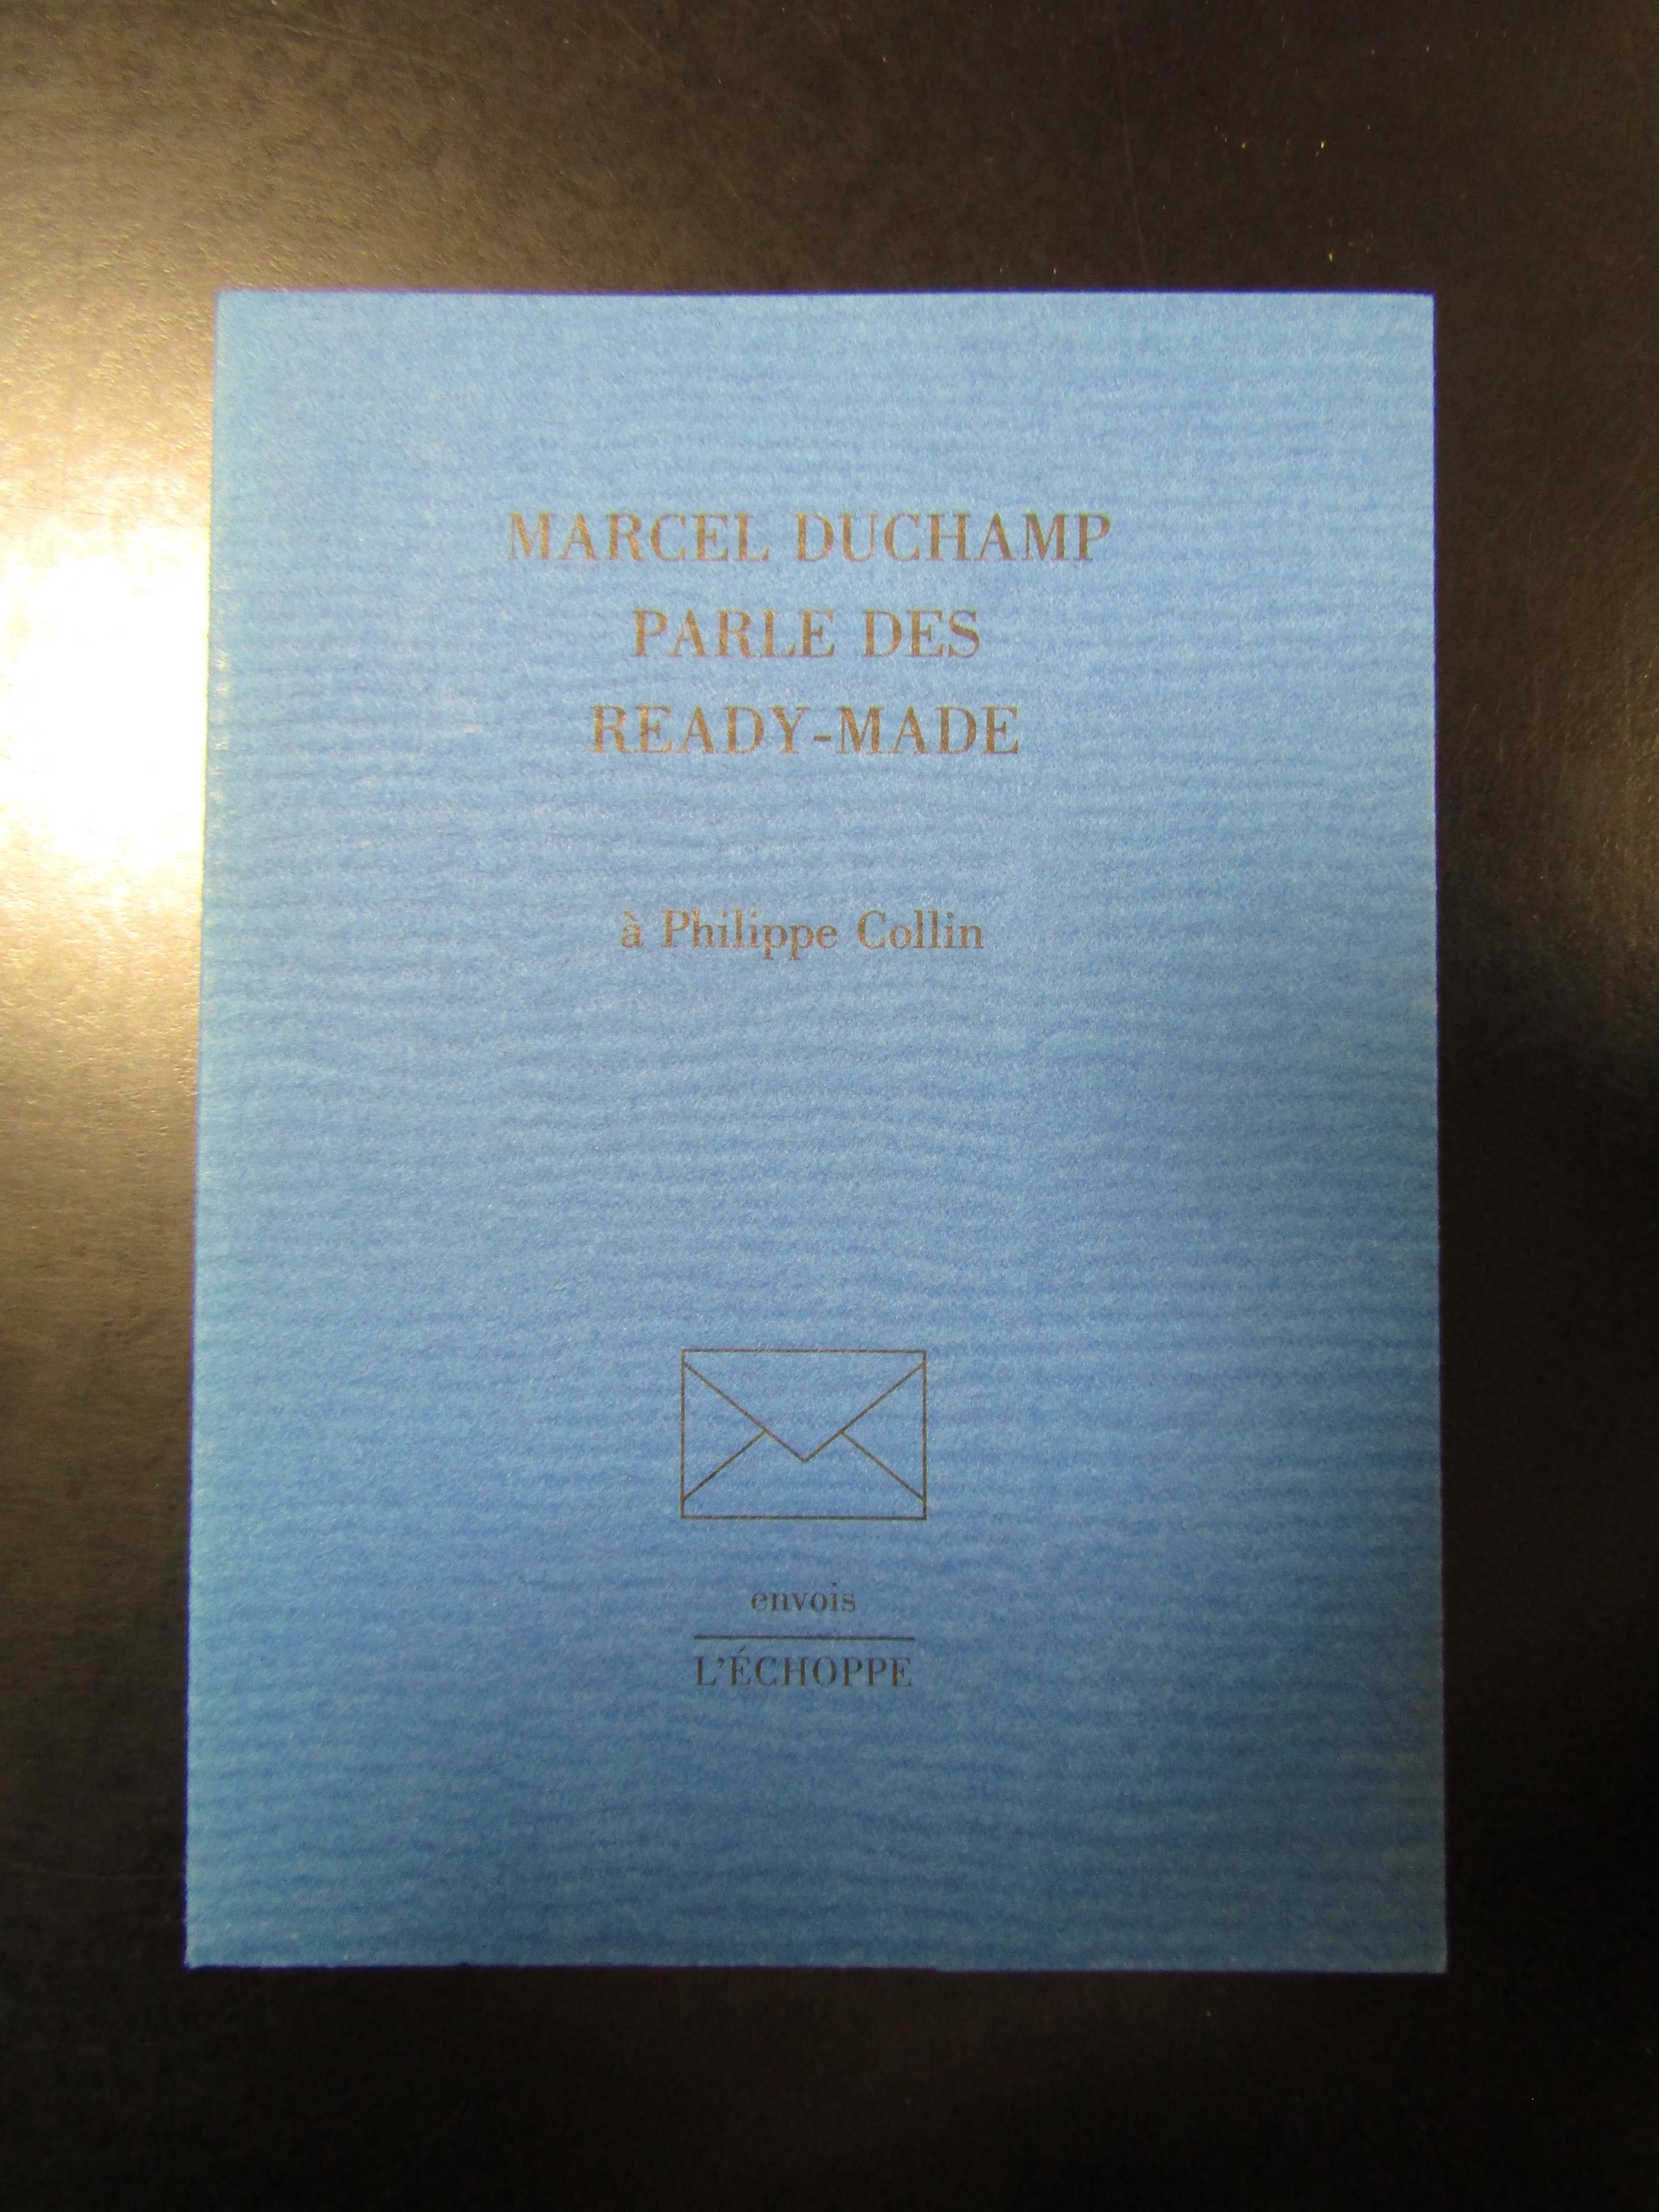 MARCEL DUCHAMP
PARLE DES
READY-MADE
à Philippe Collin
envois
L'ÉCHOPPE